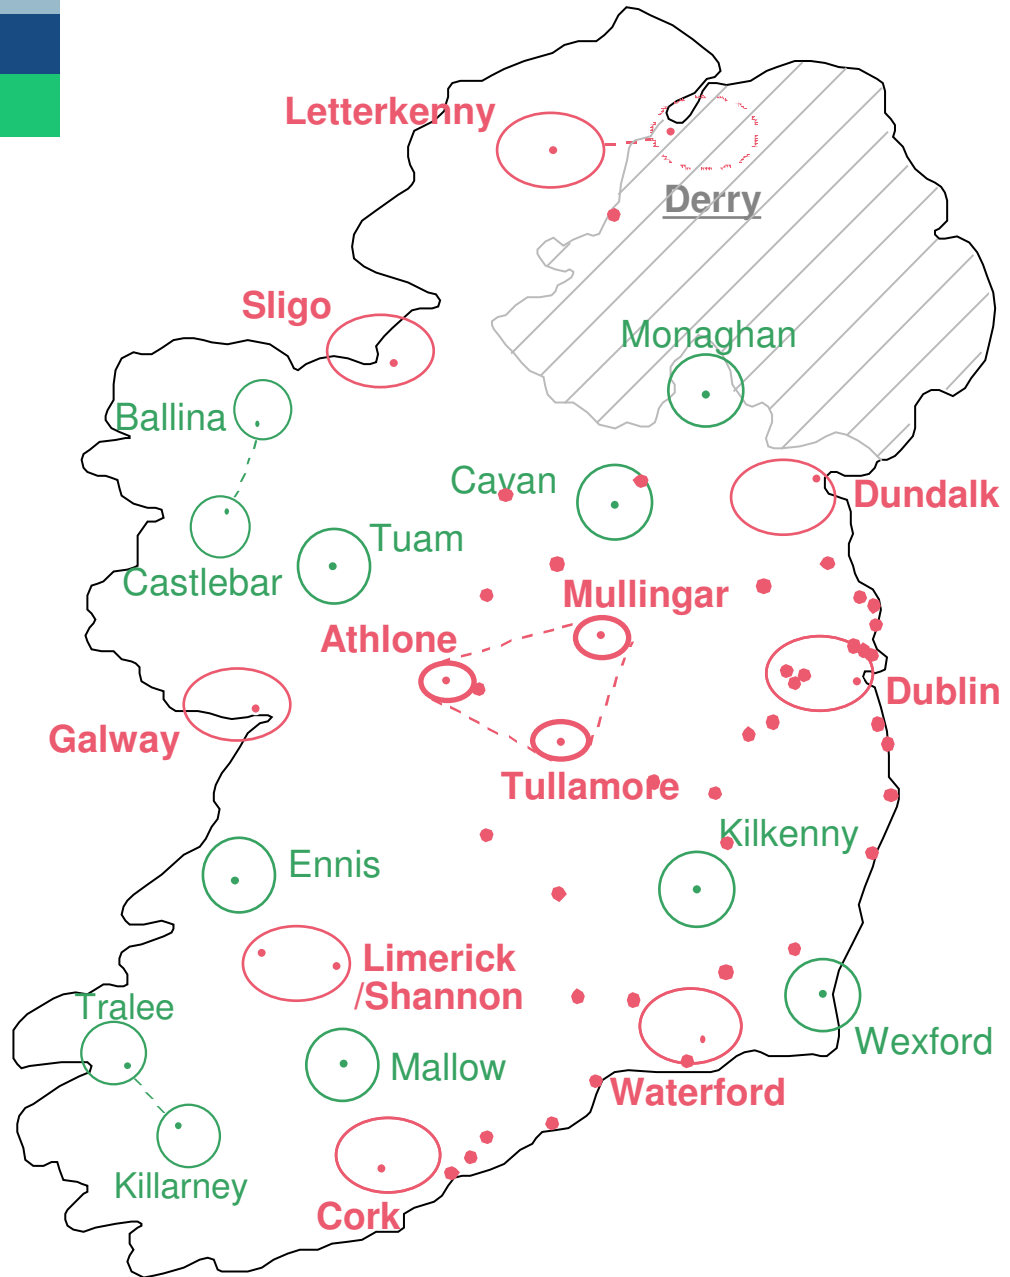 Letterkenny
Derry
Sligo
Monaghan
Ballina
Cavan
Dundalk
Tuam
Castlebar
Mullingar
Athlone
Dublin
Galway
Tullamore
Kilkenny
Ennis
Limerick
/Shannon
Tralee
Wexford
Mallow
Waterford
Killarney
Cork